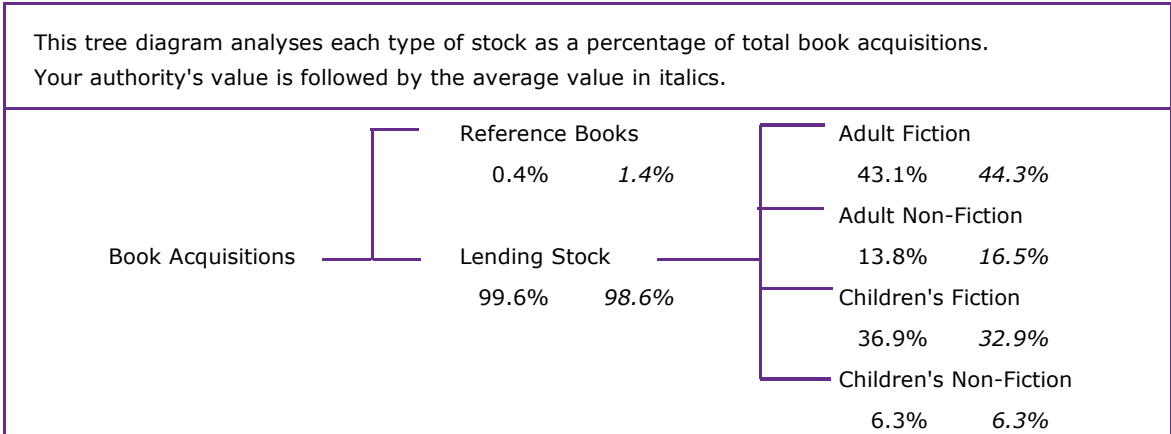 This tree diagram analyses each type of stock as a percentage of total book acquisitions.
Your authority's value is followed by the average value in italics.
Reference Books Adult Fiction
0.4% 1.4% 43.1% 44.3%
Adult Non-Fiction
Book Acquisitions Lending Stock 13.8% 16.5%
99.6% 98.6% Children's Fiction
36.9% 32.9%
Children's Non-Fiction
6.3% 6.3%